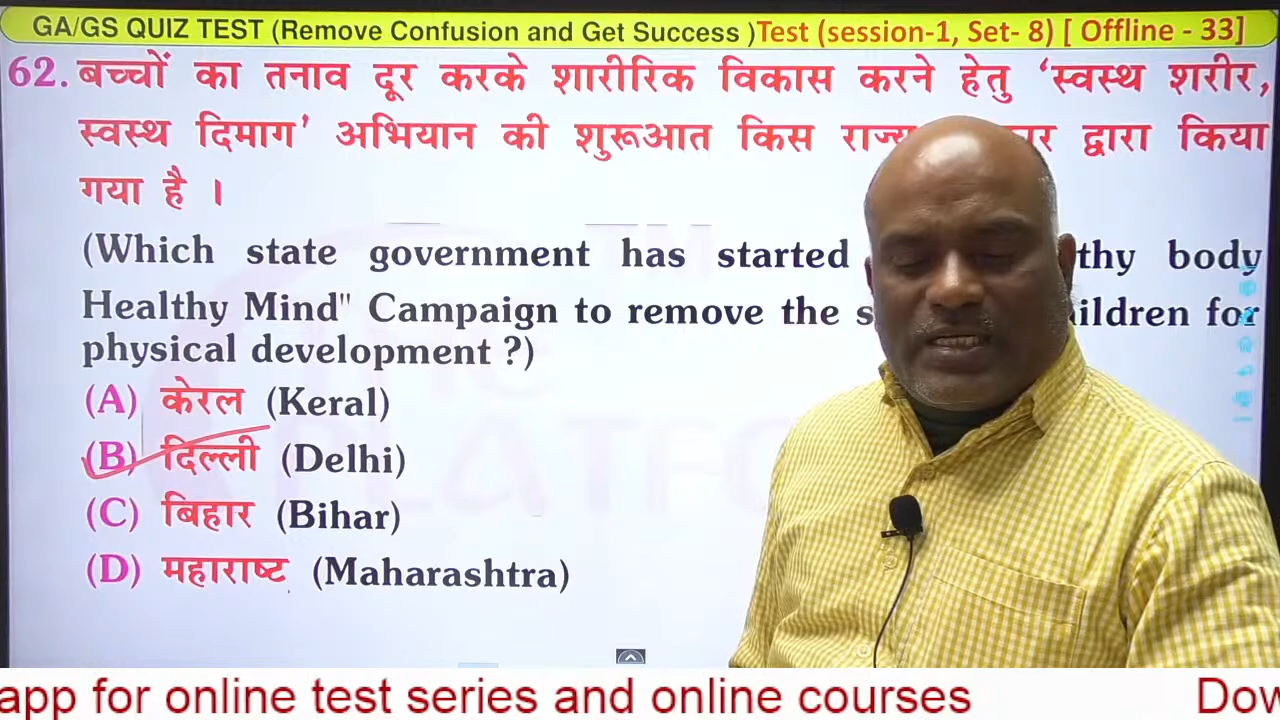 GA/GS QUIZ TEST (Remove Confusion and Get Success )Test (session-1, Set- 8) [ Offline - 33]
62. बच्चों का तनाव दूर करके शारीरिक विकास करने हेतु ‘स्वस्थ शरीर,
स्वस्थ दिमाग’ अभियान की शुरूआत किस द्वारा किया
गया है ।
(Which state government has started body
Healthy Mind" Campaign to remove the for
physical development ?)
(A) केरल (Keral)
(B) दिल्ली (Delhi)
(C) बिहार (Bihar)
(D) महाराष्ट (Maharashtra)
app for online test series and online courses